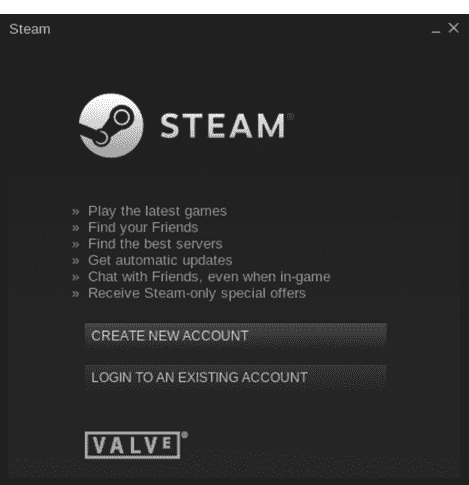 Steam
STEAM®
» Play the latest games
» Find your Friends
» Find the best servers
» Get automatic updates
» Chat with Friends, even when in-game
» Receive Steam-only special offers
CREATE NEW ACCOUNT
LOGIN TO AN EXISTING ACCOUNT
VALVE®